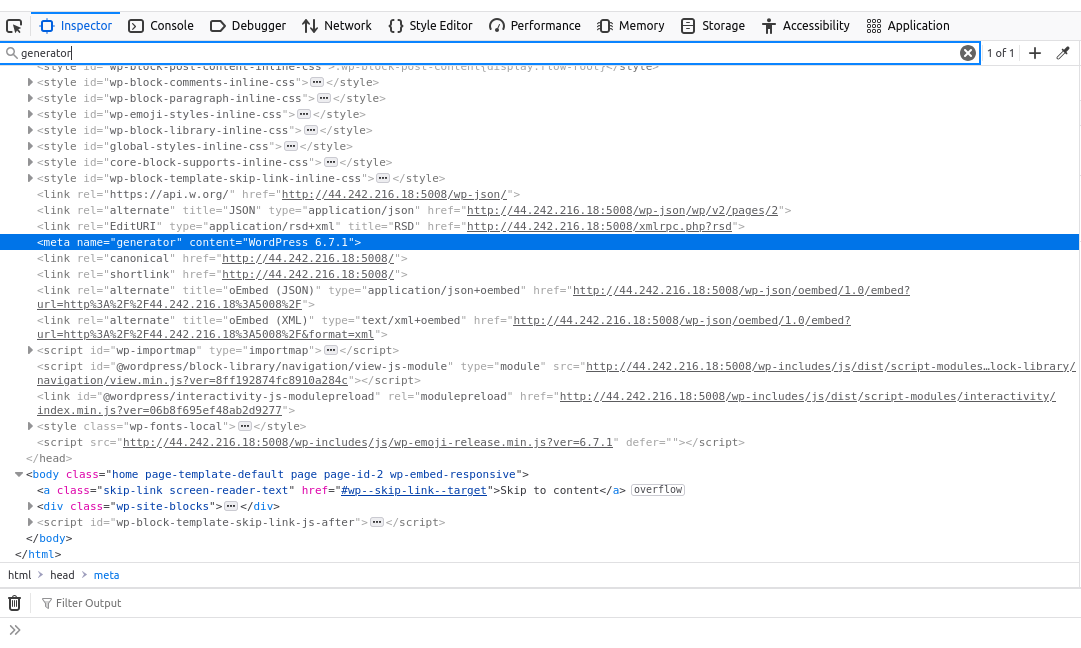 Inspector Console Debugger Network Style Editor Performance Memory Storage Accessibility Application
generator 1 of 1
<style id="wp-block-post-content-inline-css">.wp-block-post-content{display:flow-root}</style>
<style id="wp-block-comments-inline-css"></style>
<style id="wp-block-paragraph-inline-css"></style>
<style id="wp-emoji-styles-inline-css"></style>
<style id="wp-block-library-inline-css"></style>
<style id="global-styles-inline-css"></style>
<style id="core-block-supports-inline-css"></style>
<style id="wp-block-template-skip-link-inline-css"></style>
<link rel="https://api.w.org/" href="http://44.242.216.18:5008/wp-json/">
<link rel="alternate" title="JSON" type="application/json" href="http://44.242.216.18:5008/wp-json/wp/v2/pages/2">
<link rel="EditURI" type="application/rsd+xml" title="RSD" href="http://44.242.216.18:5008/xmlrpc.php?rsd">
<meta name="generator" content="WordPress 6.7.1">
<link rel="canonical" href="http://44.242.216.18:5008/">
<link rel="shortlink" href="http://44.242.216.18:5008/">
<link rel="alternate" title="oEmbed (JSON)" type="application/json+oembed" href="http://44.242.216.18:5008/wp-json/oembed/1.0/embed?
url=http%3A%2F%2F44.242.216.18%3A5008%2F">
<link rel="alternate" title="oEmbed (XML)" type="text/xml+oembed" href="http://44.242.216.18:5008/wp-json/oembed/1.0/embed?
url=http%3A%2F%2F44.242.216.18%3A5008%2F&format=xml">
<script id="wp-importmap" type="importmap"></script>
<script id="@wordpress/block-library/navigation/view-js-module" type="module" src="http://44.242.216.18:5008/wp-includes/js/dist/script-modules…lock-library/
navigation/view.min.js?ver=8ff192874fc8910a284c"></script>
<link id="@wordpress/interactivity-js-modulepreload" rel="modulepreload" href="http://44.242.216.18:5008/wp-includes/js/dist/script-modules/interactivity/
index.min.js?ver=06b8f695ef48ab2d9277">
<style class="wp-fonts-local"></style>
<script src="http://44.242.216.18:5008/wp-includes/js/wp-emoji-release.min.js?ver=6.7.1" defer=""></script>
</head>
<body class="home page-template-default page page-id-2 wp-embed-responsive">
<a class="skip-link screen-reader-text" href="#wp--skip-link--target">Skip to content</a> overflow
<div class="wp-site-blocks"></div>
<script id="wp-block-template-skip-link-js-after"></script>
</body>
</html>
html > head > meta
Filter Output